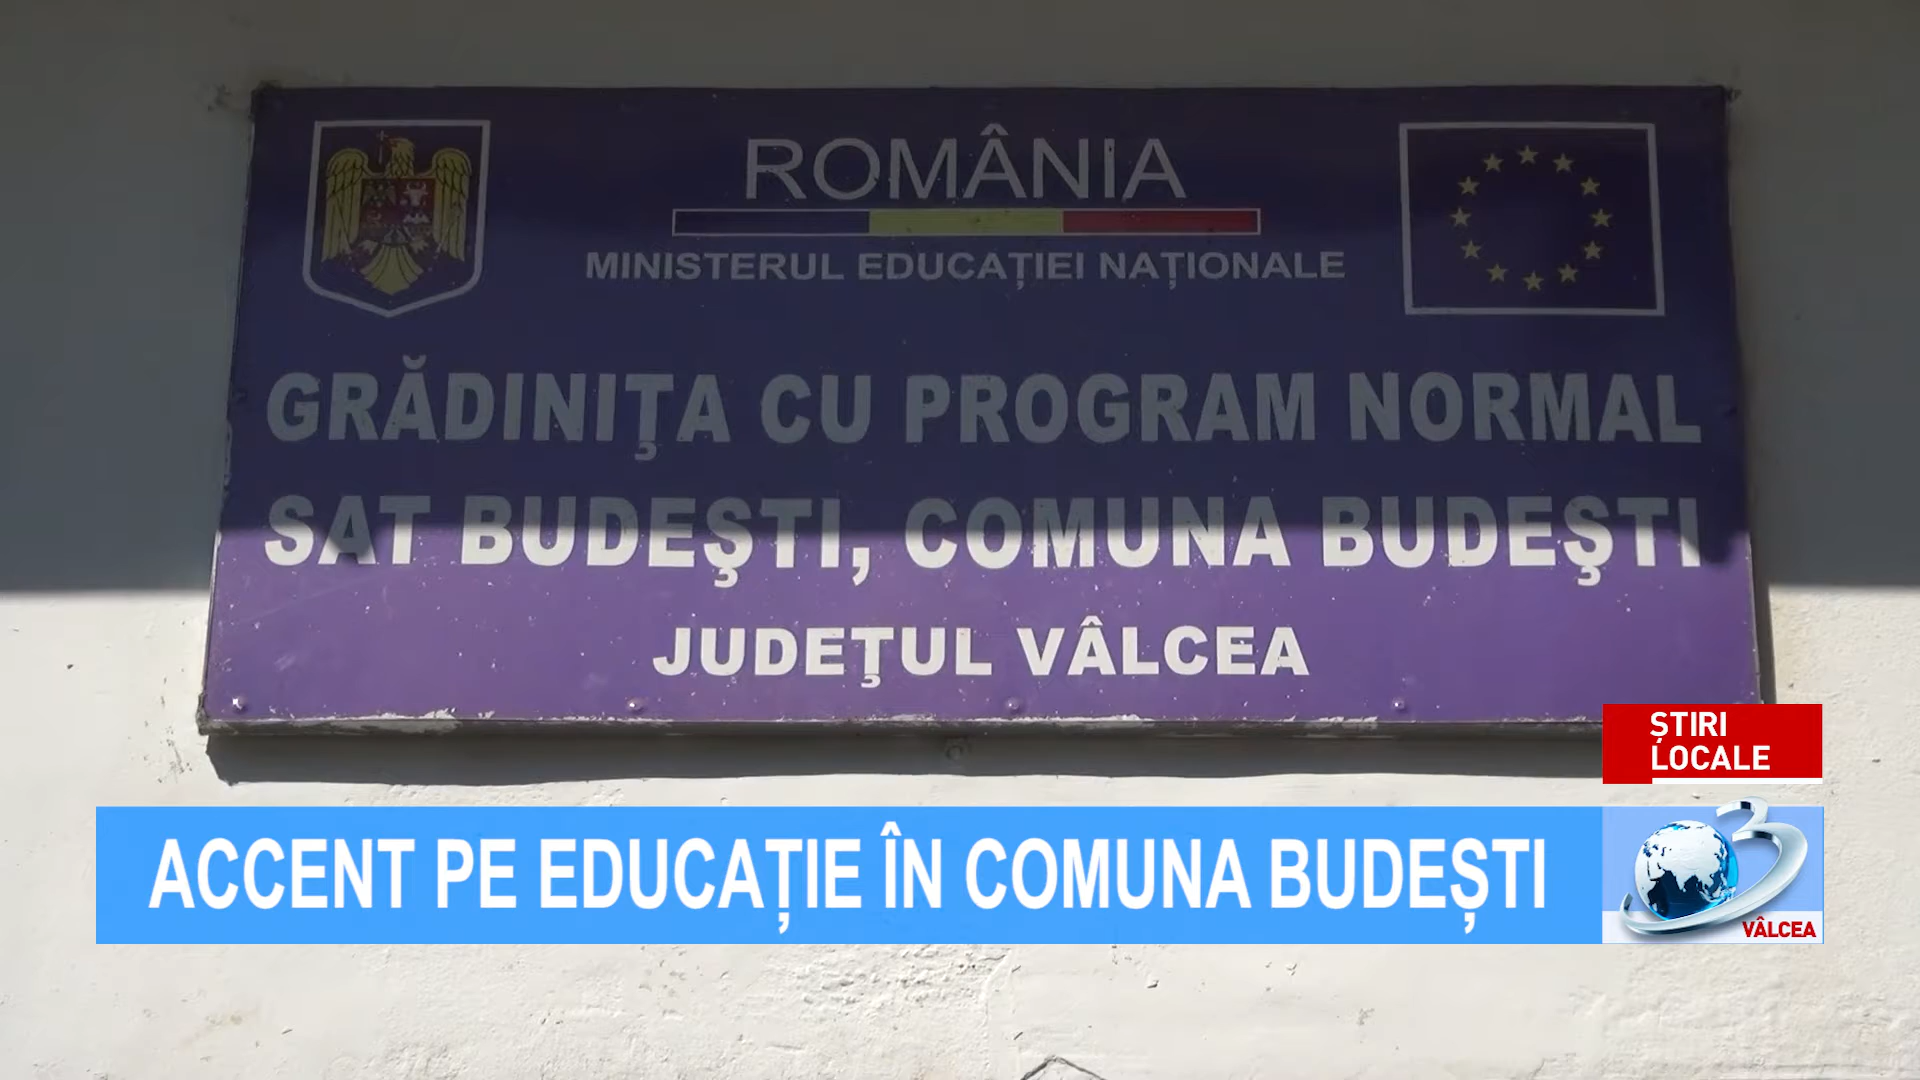 ROMÂNIA
MINISTERUL EDUCAȚIEI NAȚIONALE
GRĂDINIŢA CU PROGRAM NORMAL
SAT BUDEŞTI, COMUNA BUDEŞTI
JUDEŢUL VÂLCEA
ȘTIRI
LOCALE
ACCENT PE EDUCAȚIE ÎN COMUNA BUDEȘTI
3
VÂLCEA